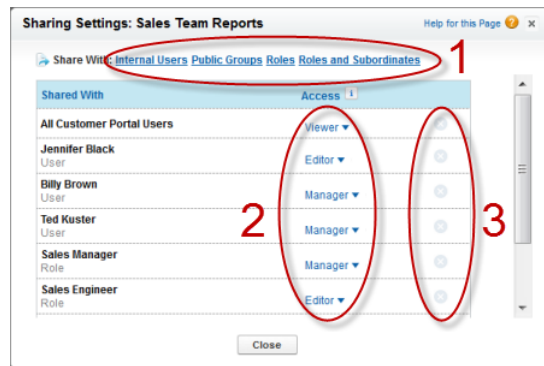 Sharing Settings: Sales Team Reports Help for this Page ? x
Share With: Internal Users Public Groups Roles Roles and Subordinates 1
Shared With Access i
All Customer Portal Users Viewer
Jennifer Black
User Editor
Billy Brown
User Manager
Ted Kuster
User Manager
2 3
Sales Manager
Role Manager
Sales Engineer
Role Editor
Close